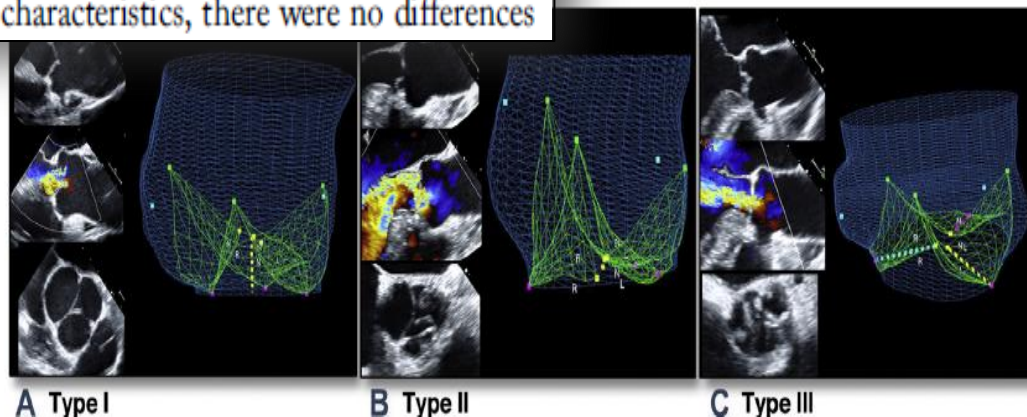 characteristics, there were no differences
A Type I
B Type II
C Type III